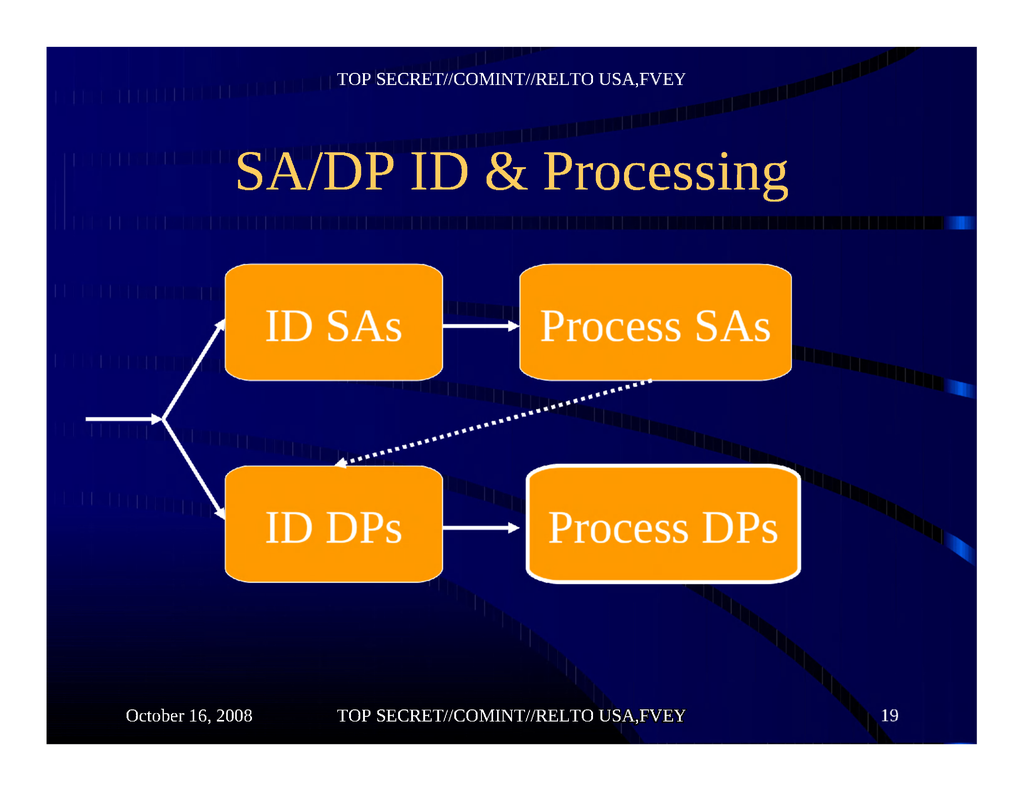 TOP SECRET//COMINT//RELTO USA,FVEY
SA/DP ID & Processing
ID SAs
Process SAs
ID DPs
Process DPs
October 16, 2008
TOP SECRET//COMINT//RELTO USA,FVEY
19